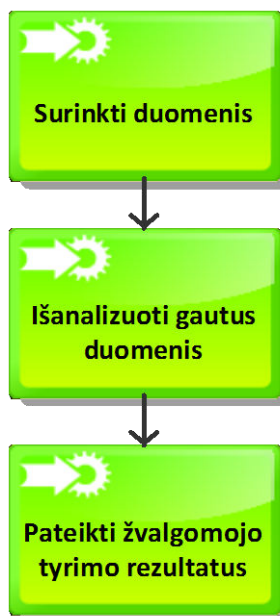 Surinkti duomenis
Išanalizuoti gautus
duomenis
Pateikti žvalgomojo
tyrimo rezultatus